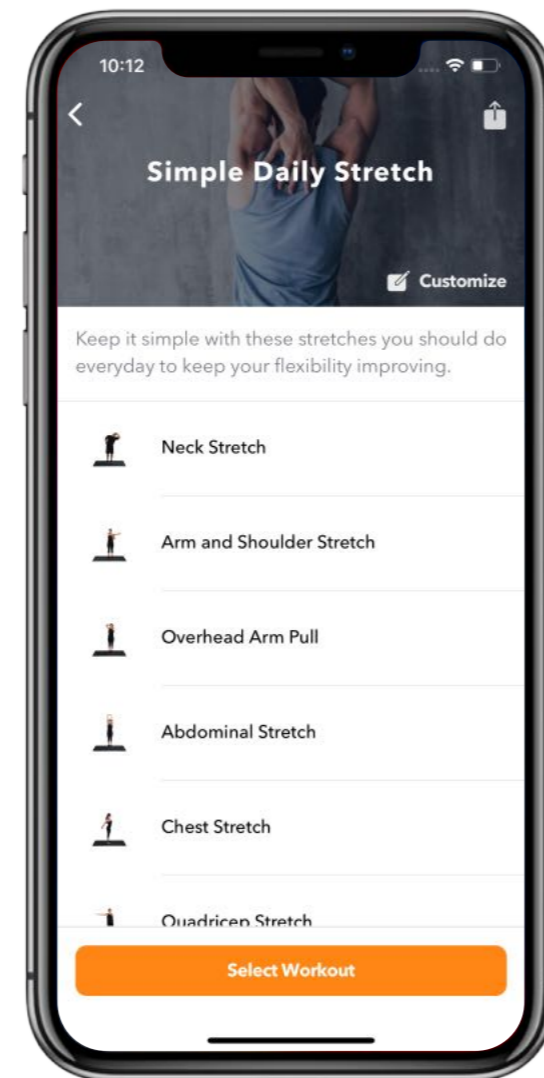 10:12
Simple Daily Stretch
Customize
Keep it simple with these stretches you should do
everyday to keep your flexibility improving.
Neck Stretch
Arm and Shoulder Stretch
Overhead Arm Pull
Abdominal Stretch
Chest Stretch
Quadricep Stretch
Select Workout